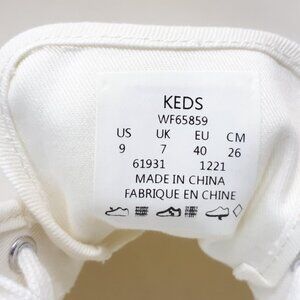 KEDS
WF65859
US UK EU CM
9 7 40 26
61931 1221
MADE IN CHINA
FABRIQUE EN CHINE